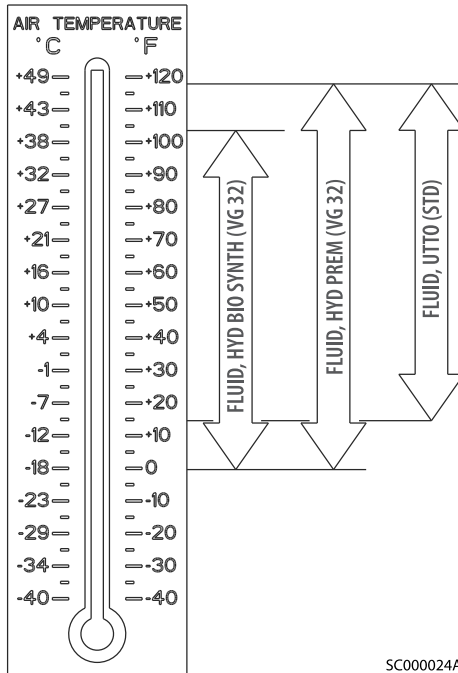 AIR TEMPERATURE
°C °F
+49 +120
+43 +110
+38 +100
+32 +90
+27 +80
+21 +70
+16 +60
+10 +50
+4 +40
-1 +30
-7 +20
-12 +10
-18 0
-23 -10
-29 -20
-34 -30
-40 -40
FLUID, HYD BIO SYNTH (VG 32)
FLUID, HYD PREM (VG 32)
FLUID, UTTO (STD)
SC000024A